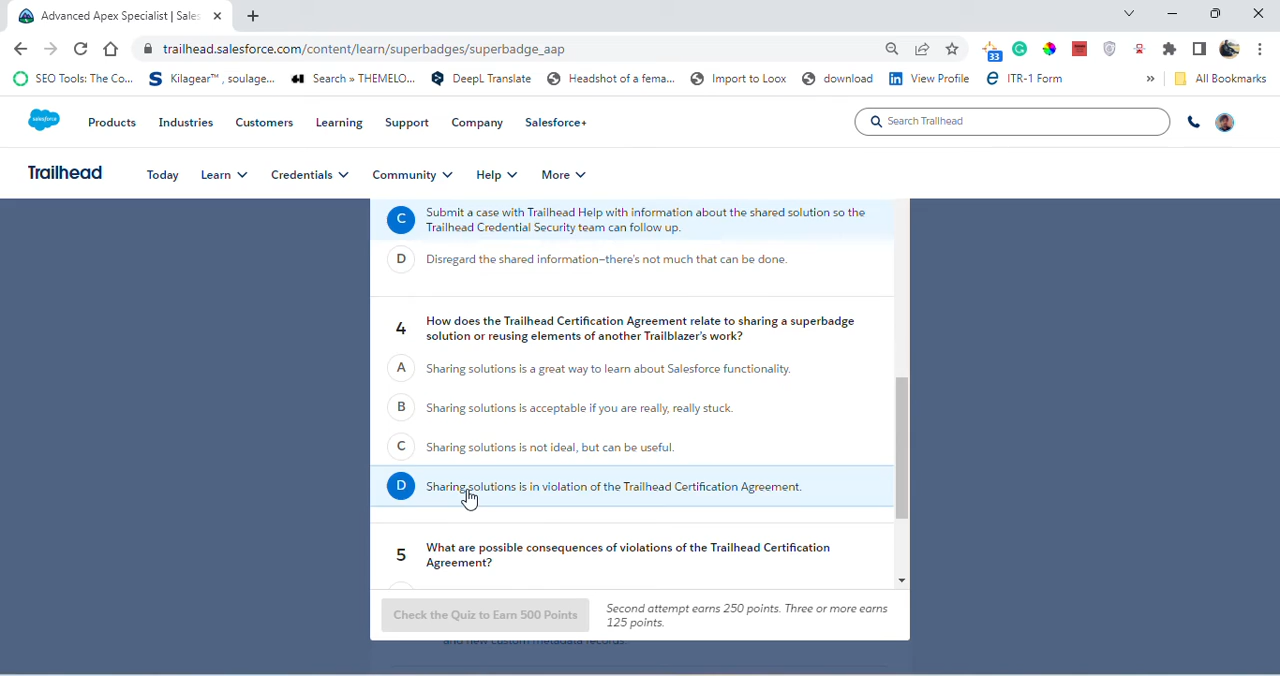 Advanced Apex Specialist | Sales
trailhead.salesforce.com/content/learn/superbadges/superbadge_aap
33
SEO Tools: The Co... Kilagear™, soulage... Search » THEMELO... DeepL Translate Headshot of a fema... Import to Loox download View Profile ITR-1 Form » All Bookmarks
salesforce Products Industries Customers Learning Support Company Salesforce+ Search Trailhead
Trailhead Today Learn Credentials Community Help More
C Submit a case with Trailhead Help with information about the shared solution so the
Trailhead Credential Security team can follow up.
D Disregard the shared information–there's not much that can be done.
4 How does the Trailhead Certification Agreement relate to sharing a superbadge
solution or reusing elements of another Trailblazer's work?
A Sharing solutions is a great way to learn about Salesforce functionality.
B Sharing solutions is acceptable if you are really, really stuck.
C Sharing solutions is not ideal, but can be useful.
D Sharing solutions is in violation of the Trailhead Certification Agreement.
5 What are possible consequences of violations of the Trailhead Certification
Agreement?
Check the Quiz to Earn 500 Points Second attempt earns 250 points. Three or more earns
125 points.
and new custom metadata records.